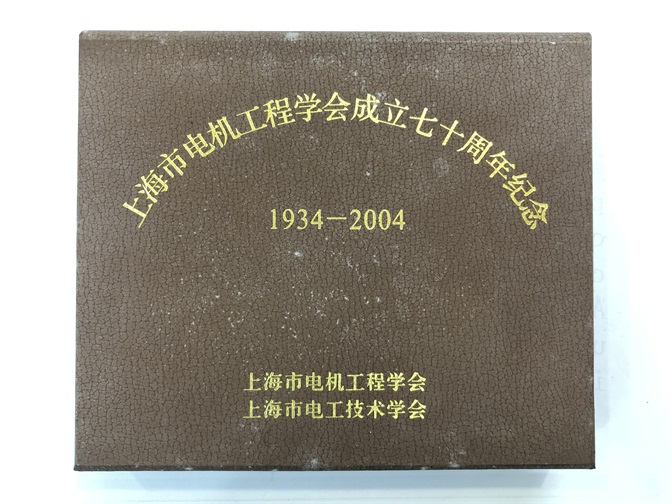 上海市电机工程学会成立七十周年纪念
1934－2004
上海市电机工程学会
上海市电工技术学会